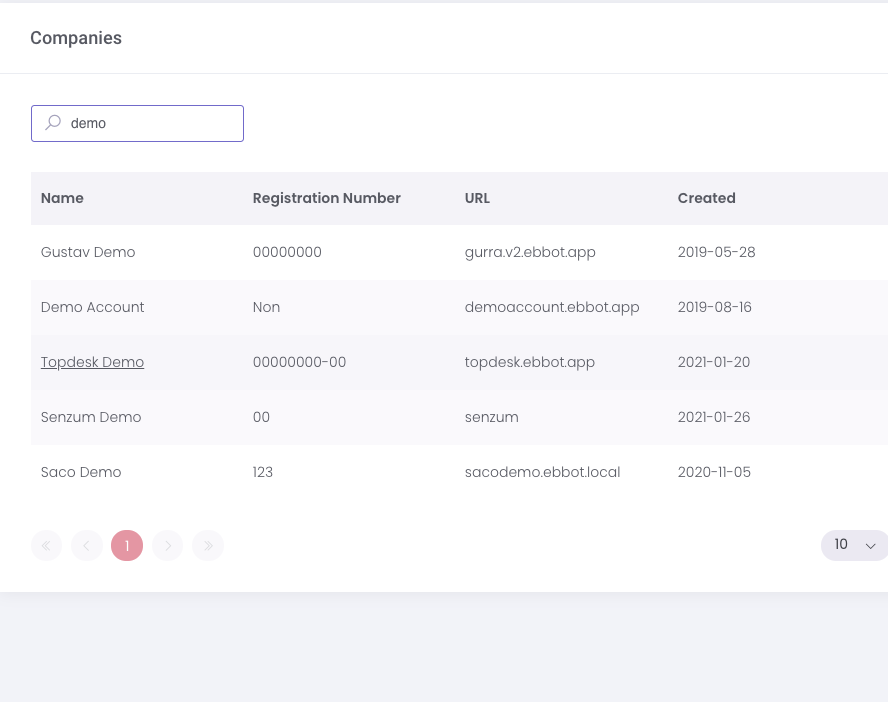 Companies
demo
Name Registration Number URL Created
Gustav Demo 00000000 gurra.v2.ebbot.app 2019-05-28
Demo Account Non demoaccount.ebbot.app 2019-08-16
Topdesk Demo 00000000-00 topdesk.ebbot.app 2021-01-20
Senzum Demo 00 senzum 2021-01-26
Saco Demo 123 sacodemo.ebbot.local 2020-11-05
1 10